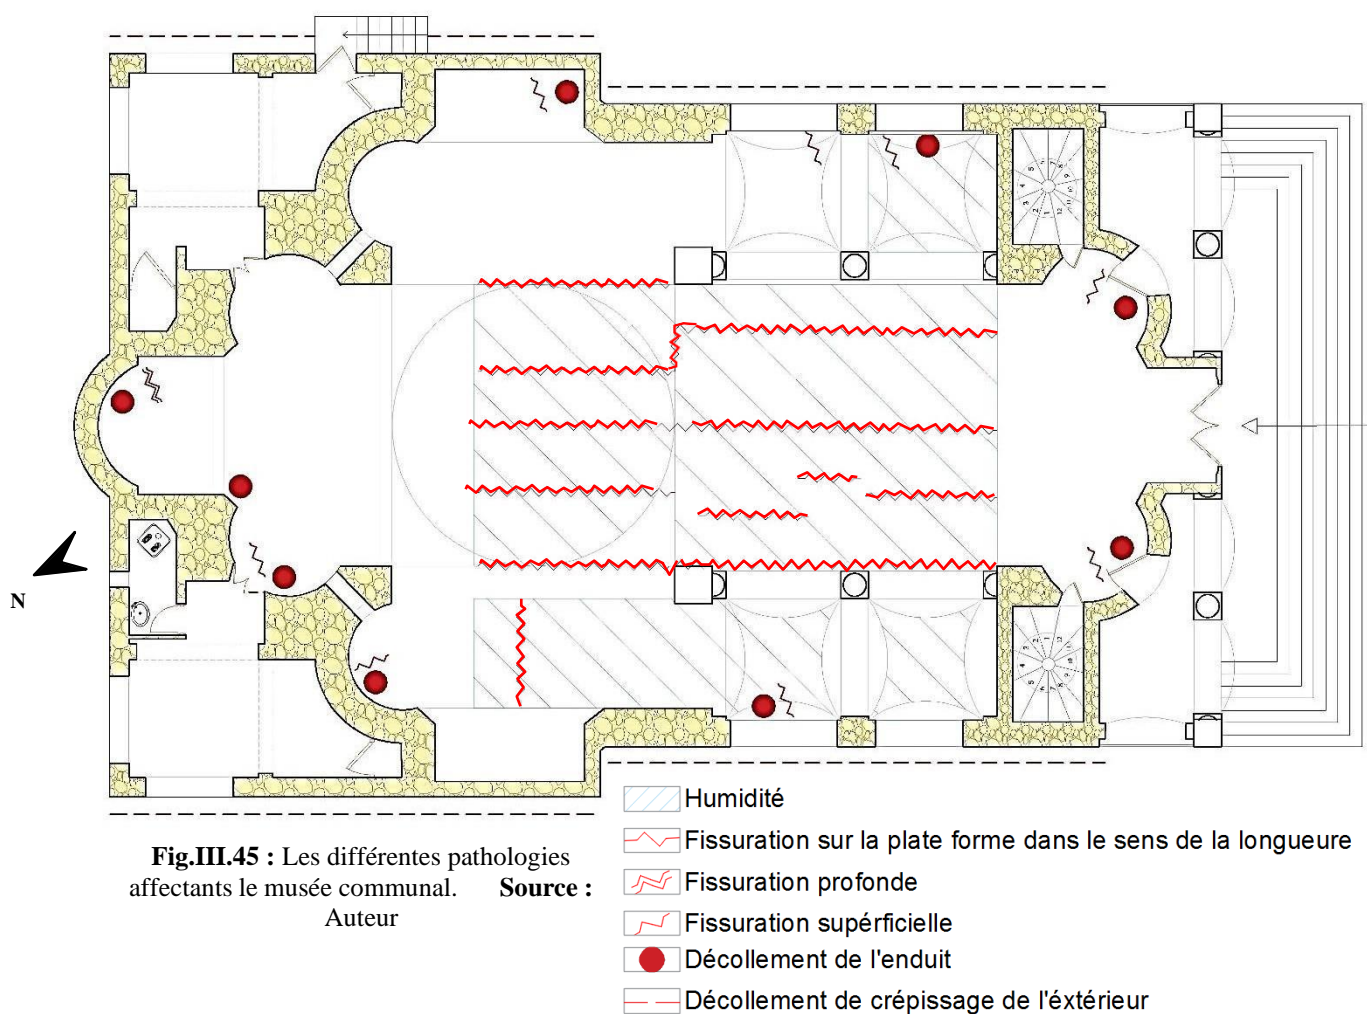 N
Fig.III.45 : Les différentes pathologies
affectants le musée communal. Source :
Auteur
Humidité
Fissuration sur la plate forme dans le sens de la longueure
Fissuration profonde
Fissuration supérficielle
Décollement de l'enduit
Décollement de crépissage de l'éxtérieur